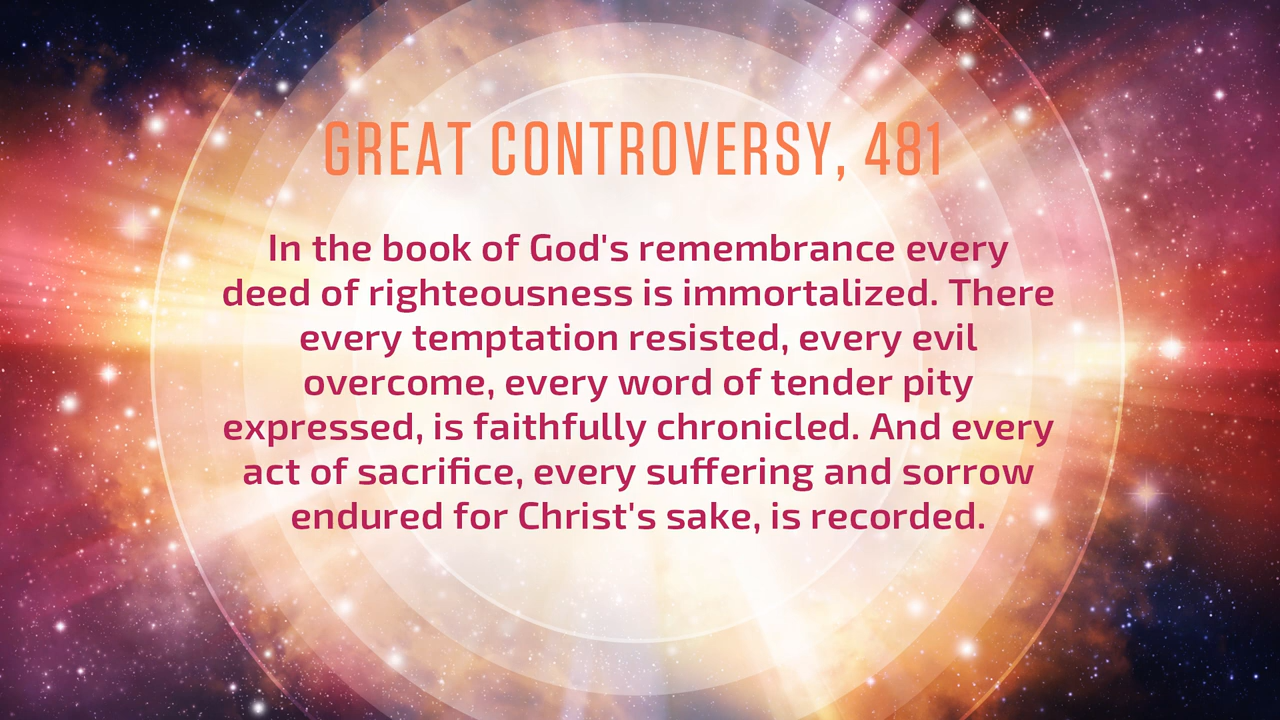 GREAT CONTROVERSY, 481
In the book of God's remembrance every
deed of righteousness is immortalized. There
every temptation resisted, every evil
overcome, every word of tender pity
expressed, is faithfully chronicled. And every
act of sacrifice, every suffering and sorrow
endured for Christ's sake, is recorded.